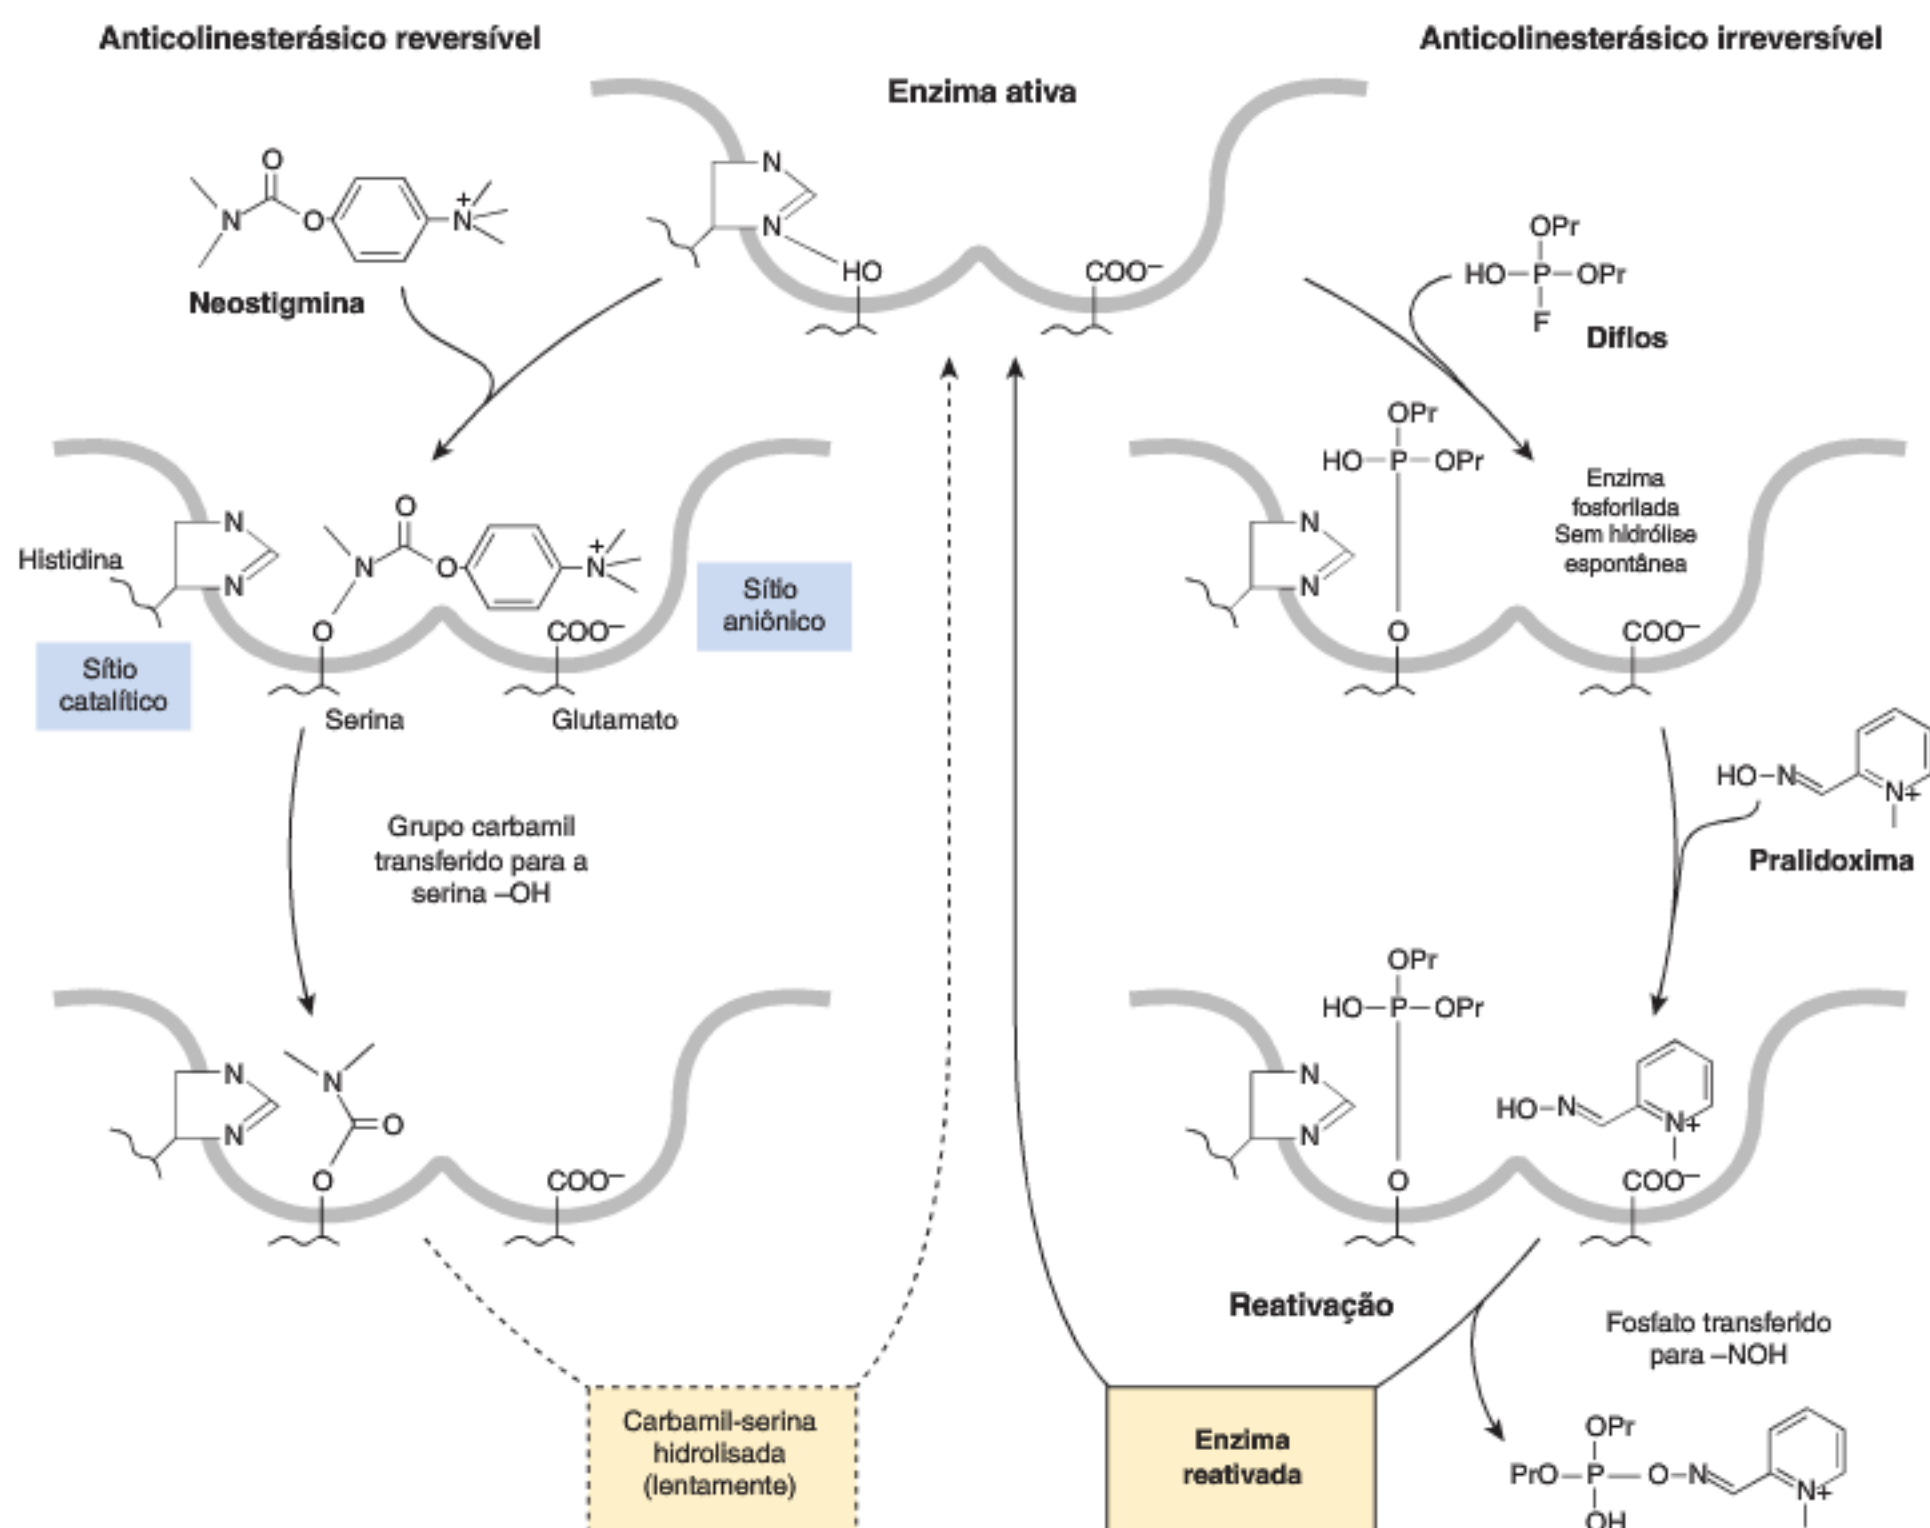 Anticolinesterásico reversível
Anticolinesterásico irreversível
Enzima ativa
N
N
HO
COO–
O
N
O
N+
Neostigmina
OPr
HO–P–OPr
F
Diflos
Histidina
N
N
O
N
O
N+
O
COO–
Sítio
aniônico
Sítio
catalítico
Serina
Glutamato
OPr
HO–P–OPr
N
N
O
COO–
Enzima
fosforilada
Sem hidrólise
espontânea
Grupo carbamil
transferido para a
serina –OH
HO–N
N+
Pralidoxima
N
N
N
O
O
COO–
OPr
HO–P–OPr
N
N
O
HO–N
N+
COO–
Reativação
Fosfato transferido
para –NOH
Carbamil-serina
hidrolisada
(lentamente)
Enzima
reativada
OPr
PrO–P–O–N
N+
OH